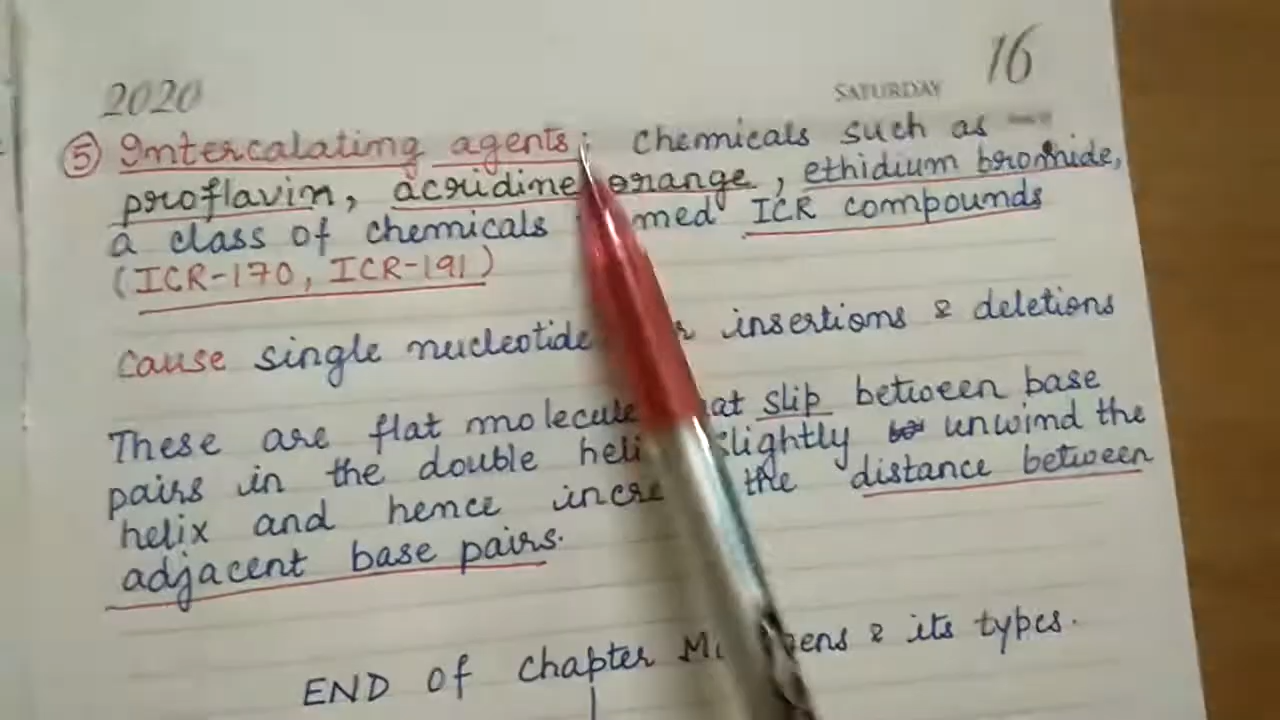 2020
SATURDAY 16
⑤ Intercalating agents; chemicals such as
proflavin, acridine orange, ethidium bromide,
a class of chemicals med ICR compounds
(ICR-170, ICR-191)
cause single nucleotide insertions & deletions
These are flat molecule at slip between base
pairs in the double heli slightly unwind the
helix and hence incre the distance between
adjacent base pairs.
END of chapter M ens & its types.